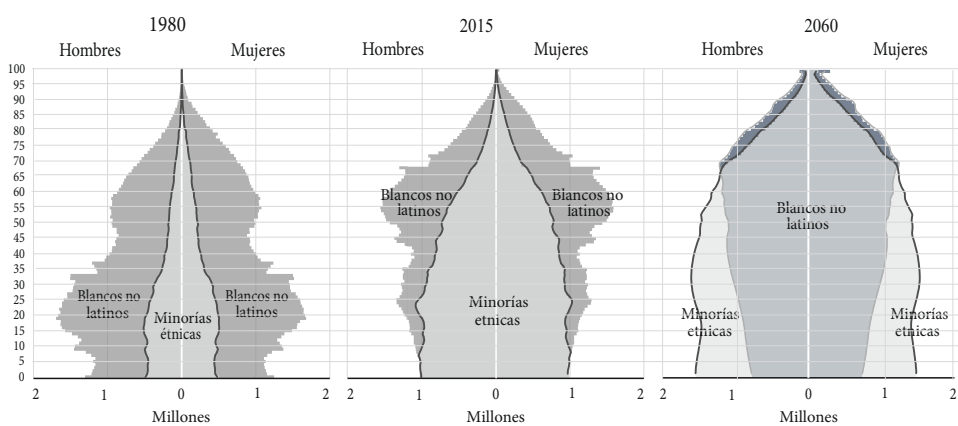 1980
Hombres
Mujeres
100
95
90
85
80
75
70
65
60
55
50
45
40
35
30
25
20
15
10
5
0
Blancos no
latinos
Minorías
étnicas
Blancos no
latinos
2
1
0
1
2
Millones
2015
Hombres
Mujeres
Blancos no
latinos
Blancos no
latinos
Minorías
etnicas
2
1
0
1
2
Millones
2060
Hombres
Mujeres
Blancos no
latinos
Minorías
etnicas
Minorías
etnicas
2
1
0
1
2
Millones